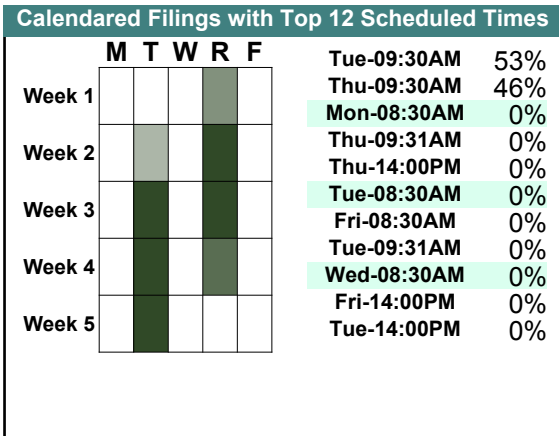 Calendared Filings with Top 12 Scheduled Times
M T W R F
Week 1
Week 2
Week 3
Week 4
Week 5
Tue-09:30AM 53%
Thu-09:30AM 46%
Mon-08:30AM 0%
Thu-09:31AM 0%
Thu-14:00PM 0%
Tue-08:30AM 0%
Fri-08:30AM 0%
Tue-09:31AM 0%
Wed-08:30AM 0%
Fri-14:00PM 0%
Tue-14:00PM 0%